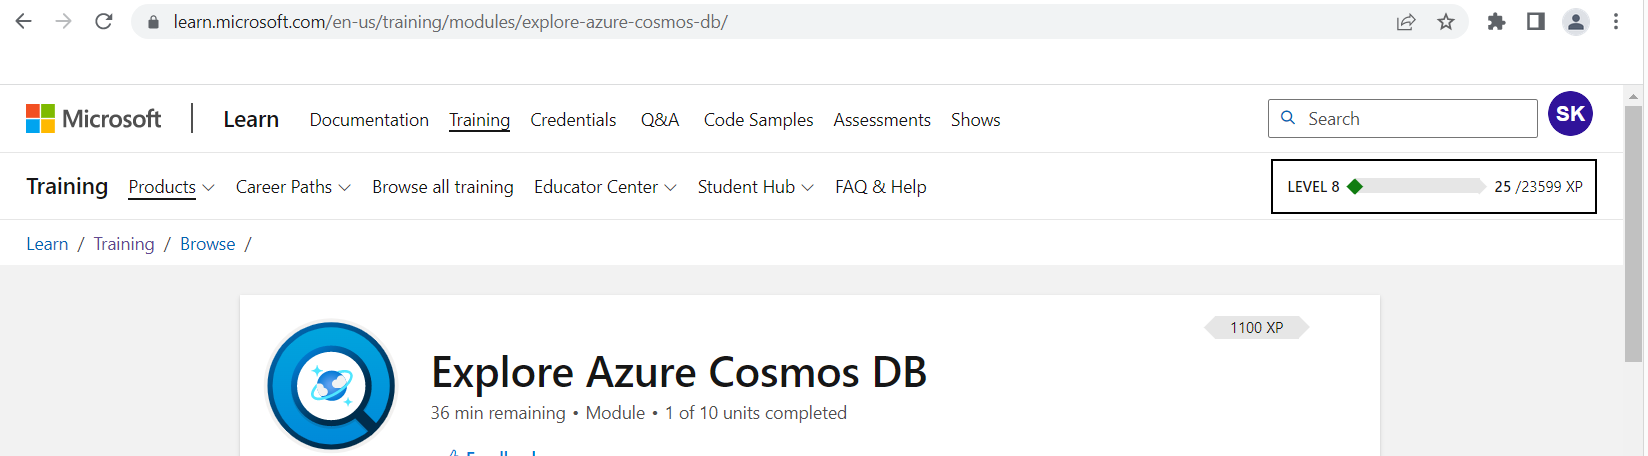 learn.microsoft.com/en-us/training/modules/explore-azure-cosmos-db/
Microsoft Learn Documentation Training Credentials Q&A Code Samples Assessments Shows Search SK
Training Products Career Paths Browse all training Educator Center Student Hub FAQ & Help LEVEL 8 25 /23599 XP
Learn / Training / Browse /
1100 XP
Explore Azure Cosmos DB
36 min remaining • Module • 1 of 10 units completed